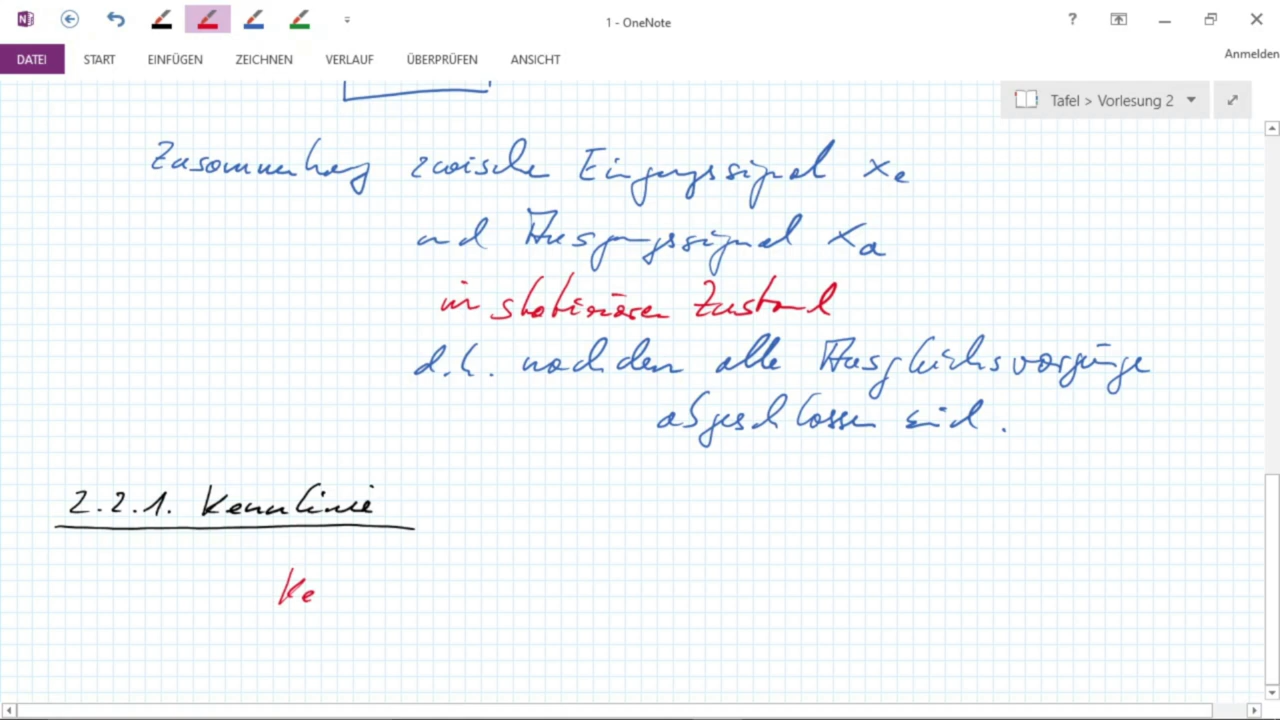 1 - OneNote
DATEI START EINFÜGEN ZEICHNEN VERLAUF ÜBERPRÜFEN ANSICHT
Anmelden
Tafel > Vorlesung 2
Zusammenhang zwischen Eingangssignal xe
und Ausgangssignal xa
im stationären Zustand
d.h. nachdem alle Ausgleichsvorgänge
abgeschlossen sind.
2.2.1. Kennlinie
Ke